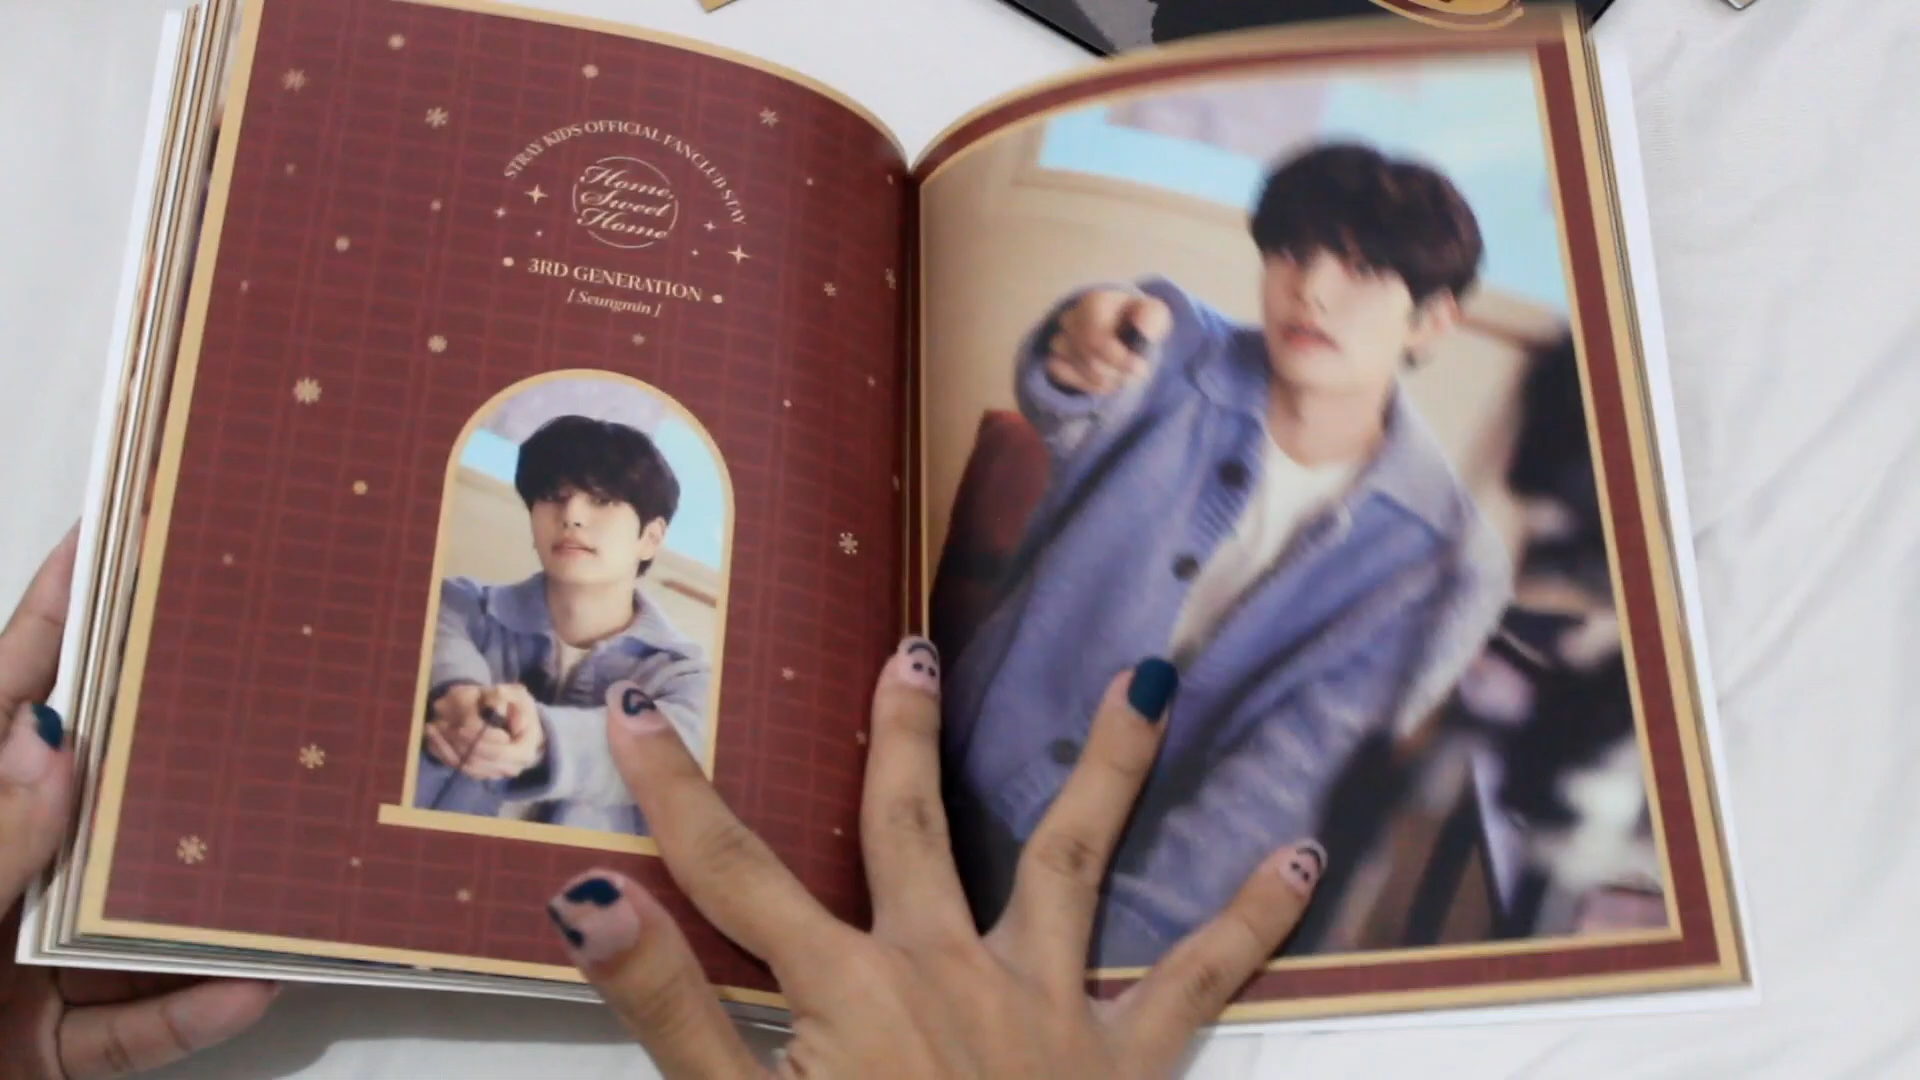 STRAY KIDS OFFICIAL FANCLUB STAY
Home,
Sweet
Home
3RD GENERATION
[ Seungmin ]